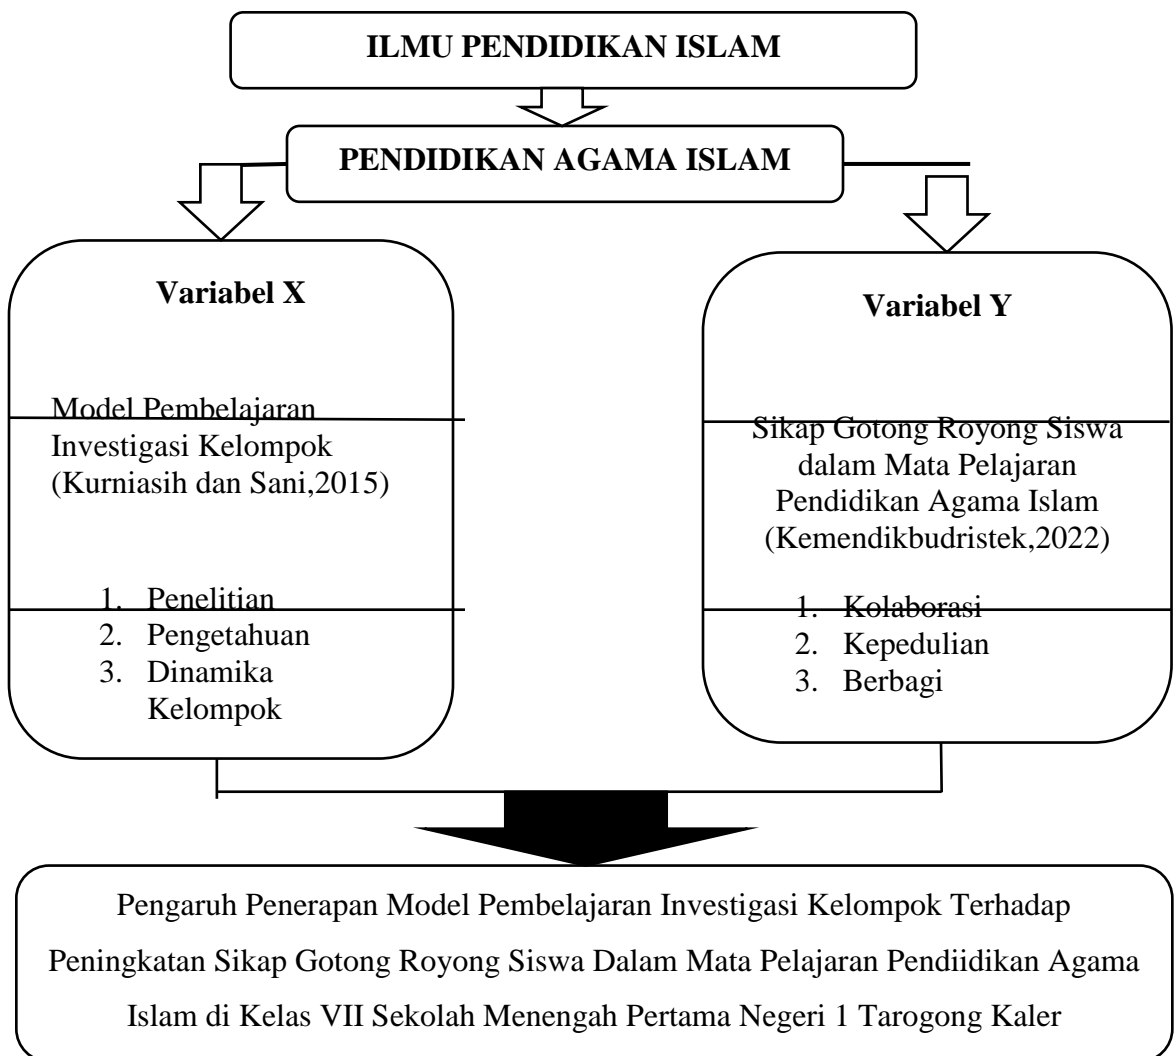 ILMU PENDIDIKAN ISLAM
PENDIDIKAN AGAMA ISLAM
Variabel X
Model Pembelajaran
Investigasi Kelompok
(Kurniasih dan Sani,2015)
1. Penelitian
2. Pengetahuan
3. Dinamika
Kelompok
Variabel Y
Sikap Gotong Royong Siswa
dalam Mata Pelajaran
Pendidikan Agama Islam
(Kemendikbudristek,2022)
1. Kolaborasi
2. Kepedulian
3. Berbagi
Pengaruh Penerapan Model Pembelajaran Investigasi Kelompok Terhadap
Peningkatan Sikap Gotong Royong Siswa Dalam Mata Pelajaran Pendiidikan Agama
Islam di Kelas VII Sekolah Menengah Pertama Negeri 1 Tarogong Kaler